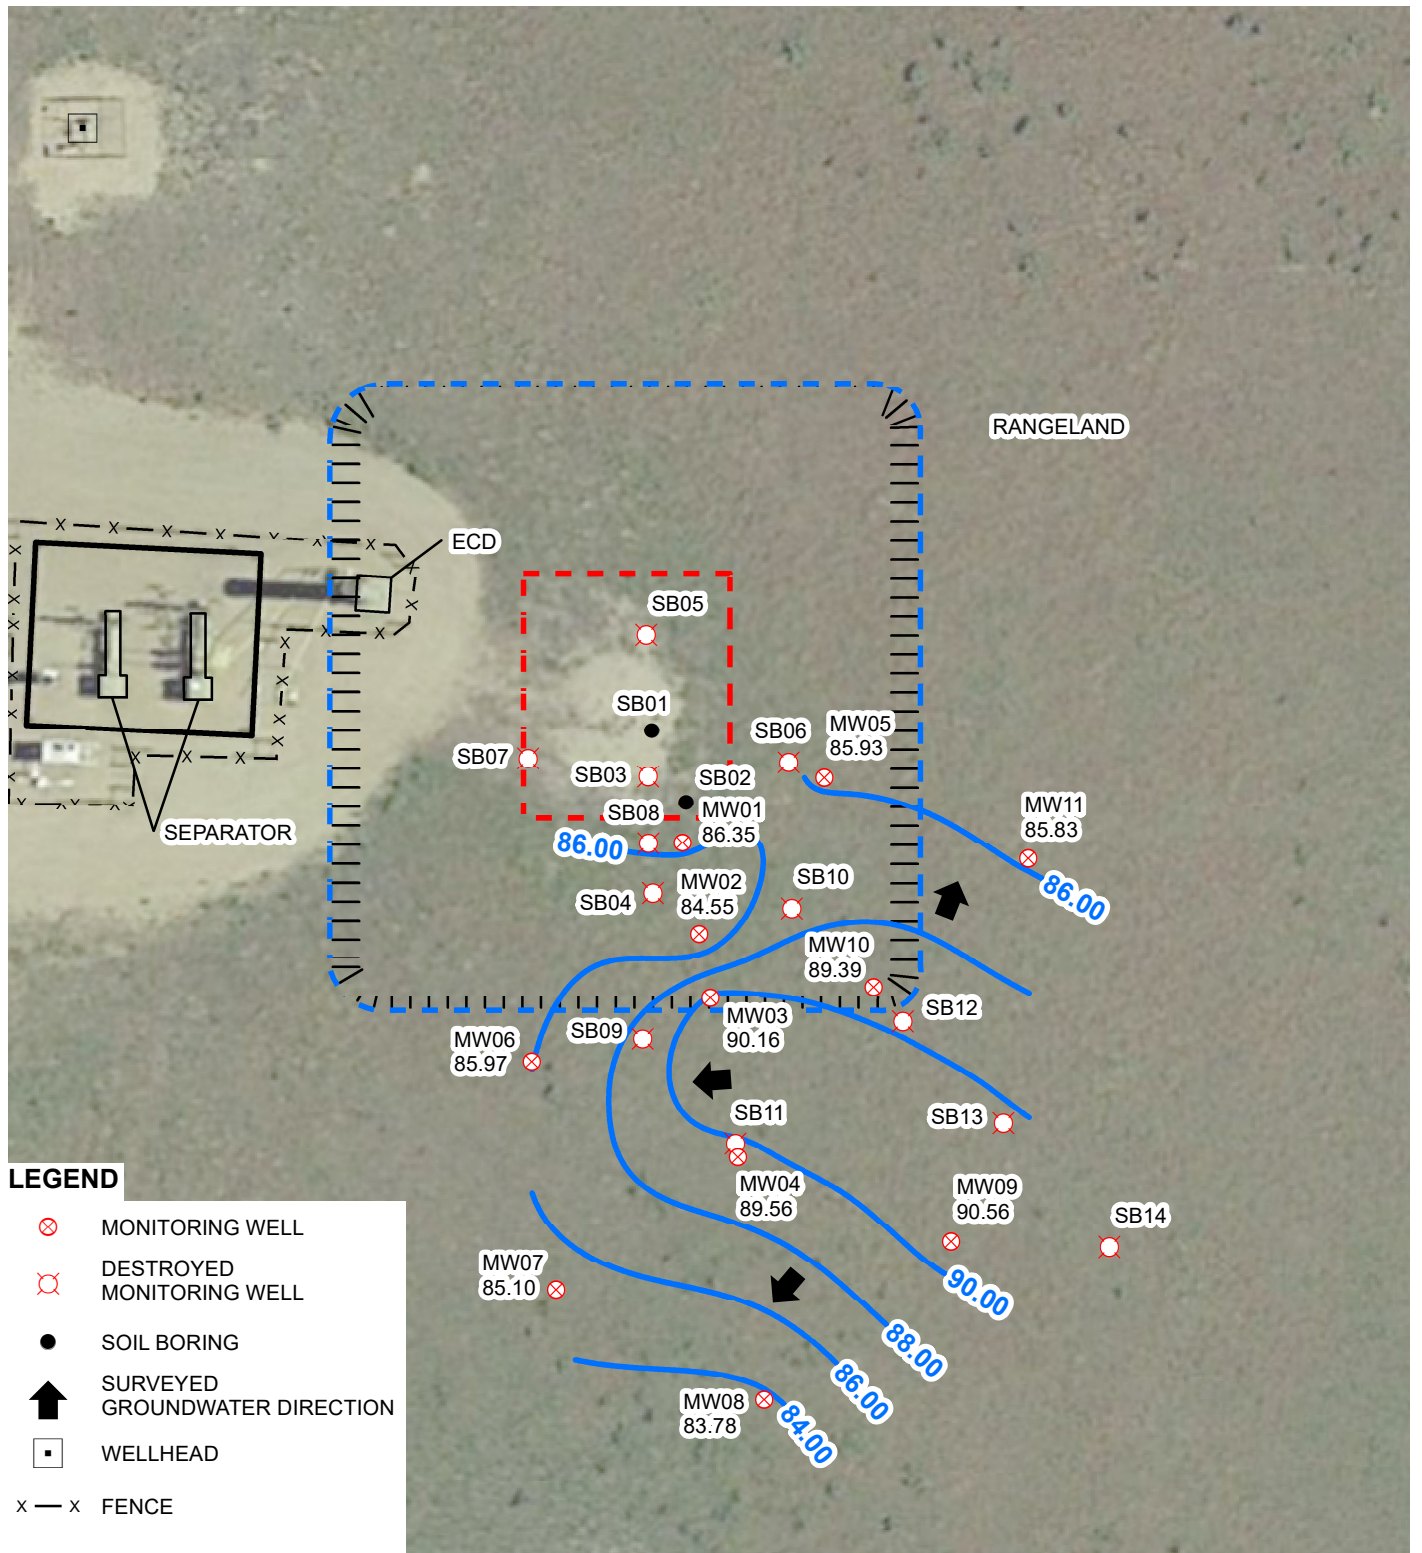 RANGELAND
ECD
SB05
SB01
SB06
MW05
85.93
SB07
SB03
SB02
SB08
MW01
86.35
MW11
85.83
SEPARATOR
86.00
MW02
84.55
SB10
86.00
SB04
MW10
89.39
SB12
MW03
90.16
SB09
MW06
85.97
SB11
SB13
MW04
89.56
MW09
90.56
SB14
MW07
85.10
90.00
88.00
86.00
MW08
83.78
84.00
LEGEND
MONITORING WELL
DESTROYED
MONITORING WELL
SOIL BORING
SURVEYED
GROUNDWATER DIRECTION
WELLHEAD
X — X FENCE